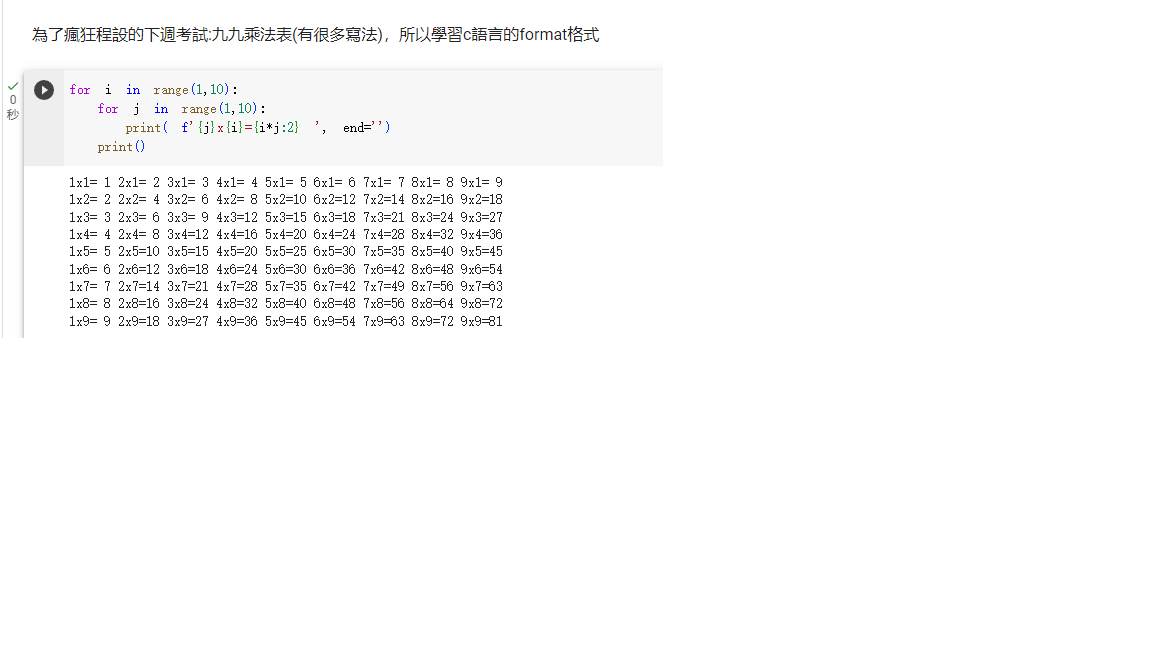 為了瘋狂程設的下週考試:九九乘法表(有很多寫法)，所以學習c語言的format格式
0
秒
for i in range(1,10):
    for j in range(1,10):
        print( f'{j}x{i}={i*j:2} ', end='')
    print()
1x1= 1 2x1= 2 3x1= 3 4x1= 4 5x1= 5 6x1= 6 7x1= 7 8x1= 8 9x1= 9
1x2= 2 2x2= 4 3x2= 6 4x2= 8 5x2=10 6x2=12 7x2=14 8x2=16 9x2=18
1x3= 3 2x3= 6 3x3= 9 4x3=12 5x3=15 6x3=18 7x3=21 8x3=24 9x3=27
1x4= 4 2x4= 8 3x4=12 4x4=16 5x4=20 6x4=24 7x4=28 8x4=32 9x4=36
1x5= 5 2x5=10 3x5=15 4x5=20 5x5=25 6x5=30 7x5=35 8x5=40 9x5=45
1x6= 6 2x6=12 3x6=18 4x6=24 5x6=30 6x6=36 7x6=42 8x6=48 9x6=54
1x7= 7 2x7=14 3x7=21 4x7=28 5x7=35 6x7=42 7x7=49 8x7=56 9x7=63
1x8= 8 2x8=16 3x8=24 4x8=32 5x8=40 6x8=48 7x8=56 8x8=64 9x8=72
1x9= 9 2x9=18 3x9=27 4x9=36 5x9=45 6x9=54 7x9=63 8x9=72 9x9=81